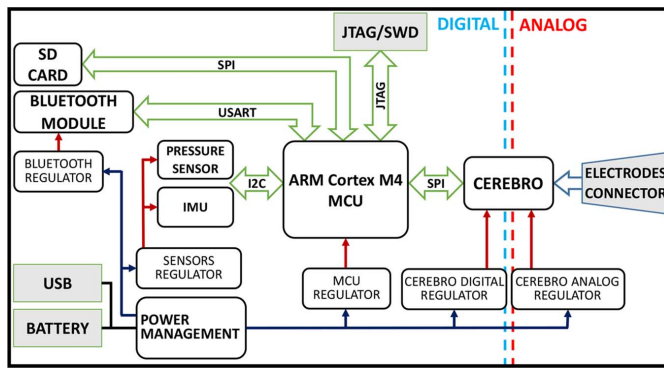 JTAG/SWD
DIGITAL
ANALOG
SD
CARD
SPI
JTAG
BLUETOOTH
MODULE
USART
BLUETOOTH
REGULATOR
PRESSURE
SENSOR
IMU
I2C
ARM Cortex M4
MCU
SPI
CEREBRO
ELECTRODES
CONNECTOR
SENSORS
REGULATOR
USB
BATTERY
POWER
MANAGEMENT
MCU
REGULATOR
CEREBRO DIGITAL
REGULATOR
CEREBRO ANALOG
REGULATOR